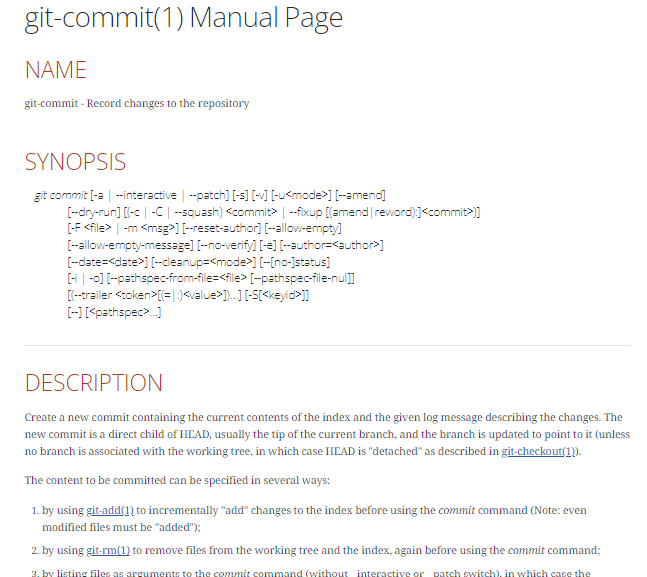 git-commit(1) Manual Page
NAME
git-commit - Record changes to the repository
SYNOPSIS
git commit [-a | --interactive | --patch] [-s] [-v] [-u<mode>] [--amend]
[--dry-run] [(-c | -C | --squash) <commit> | --fixup [(amend|reword):]<commit>)]
[-F <file> | -m <msg>] [--reset-author] [--allow-empty]
[--allow-empty-message] [--no-verify] [-e] [--author=<author>]
[--date=<date>] [--cleanup=<mode>] [--[no-]status]
[-i | -o] [--pathspec-from-file=<file> [--pathspec-file-nul]]
[(--trailer <token>[(=|:)<value>])…] [-S[<keyid>]]
[--] [<pathspec>…]
DESCRIPTION
Create a new commit containing the current contents of the index and the given log message describing the changes. The
new commit is a direct child of HEAD, usually the tip of the current branch, and the branch is updated to point to it (unless
no branch is associated with the working tree, in which case HEAD is "detached" as described in git-checkout(1)).
The content to be committed can be specified in several ways:
1. by using git-add(1) to incrementally "add" changes to the index before using the commit command (Note: even
modified files must be "added");
2. by using git-rm(1) to remove files from the working tree and the index, again before using the commit command;
3. by listing files as arguments to the commit command (without interactive or patch switch), in which case the